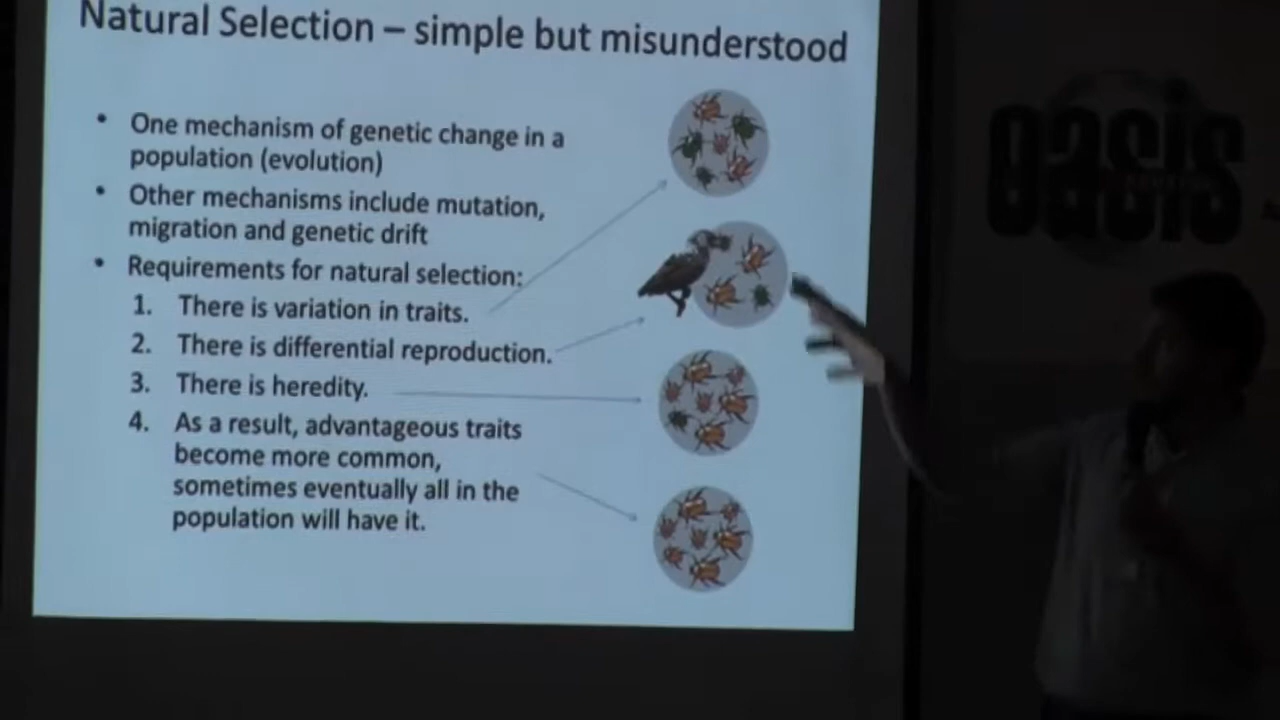 Natural Selection – simple but misunderstood
• One mechanism of genetic change in a
population (evolution)
• Other mechanisms include mutation,
migration and genetic drift
• Requirements for natural selection:
1. There is variation in traits.
2. There is differential reproduction.
3. There is heredity.
4. As a result, advantageous traits
become more common,
sometimes eventually all in the
population will have it.
oasis